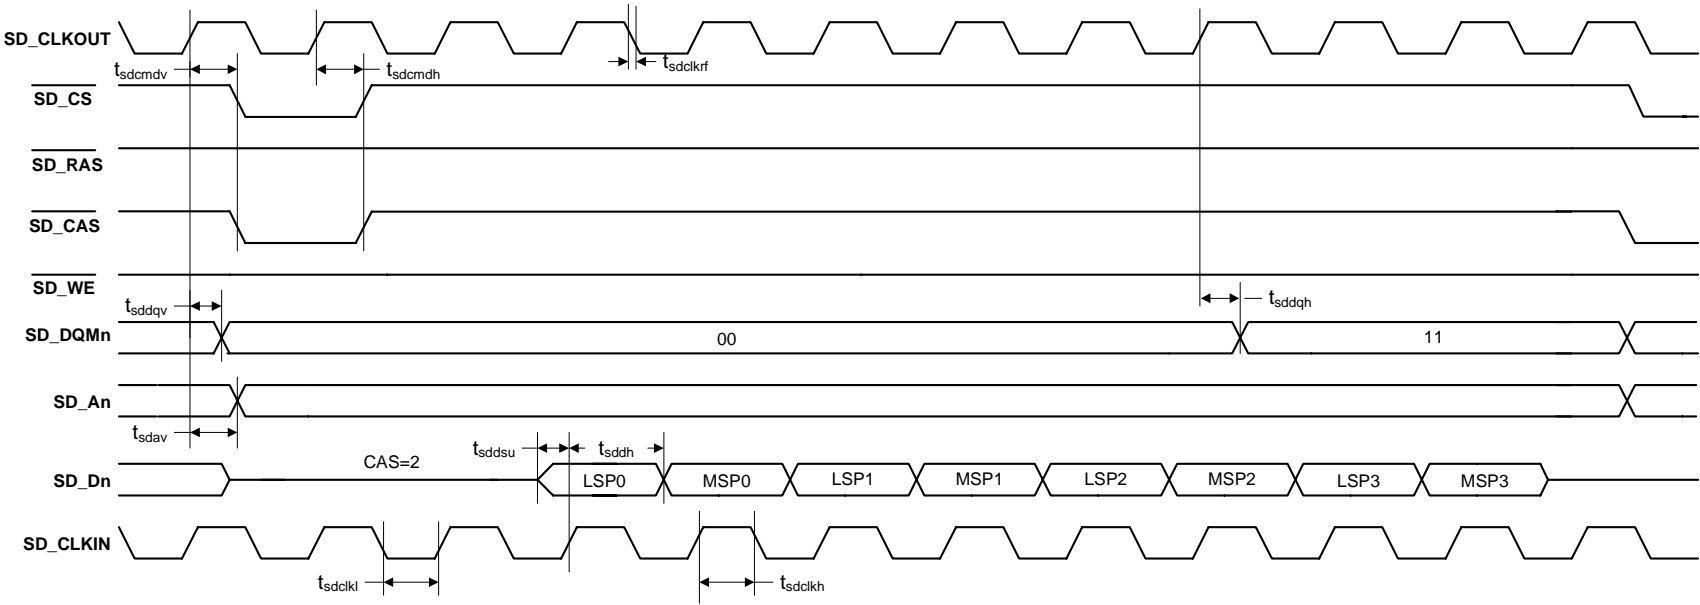 SD_CLKOUT
tsdcmdv tsdcmdh tsdclkrf
SD_CS
SD_RAS
SD_CAS
SD_WE
tsddqv tsddqh
SD_DQMn 00 11
SD_An
tsdav tsddsu tsddh
CAS=2
SD_Dn LSP0 MSP0 LSP1 MSP1 LSP2 MSP2 LSP3 MSP3
SD_CLKIN
tsdclkl tsdclkh